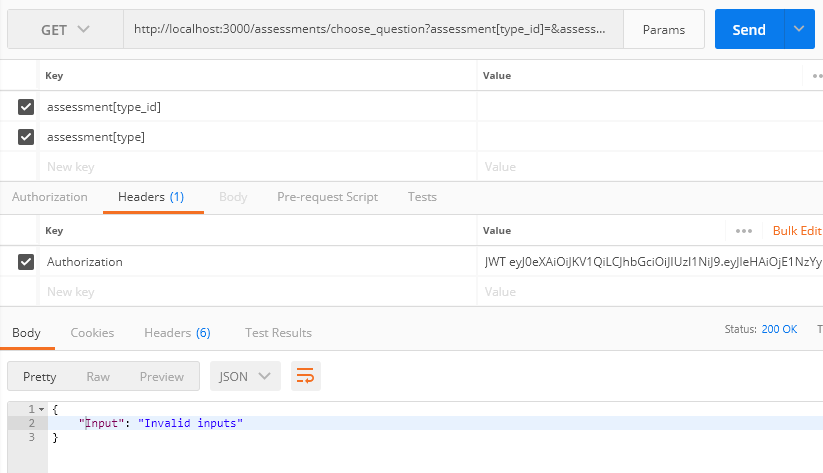 GET http://localhost:3000/assessments/choose_question?assessment[type_id]=&assess... Params Send
Key Value
assessment[type_id]
assessment[type]
New key Value
Authorization Headers (1) Body Pre-request Script Tests
Key Value Bulk Edit
Authorization JWT eyJ0eXAiOiJKV1QiLCJhbGciOiJIUzI1NiJ9.eyJleHAiOjE1NzYy
New key Value
Body Cookies Headers (6) Test Results Status: 200 OK T
Pretty Raw Preview JSON
1 {
2 "Input": "Invalid inputs"
3 }